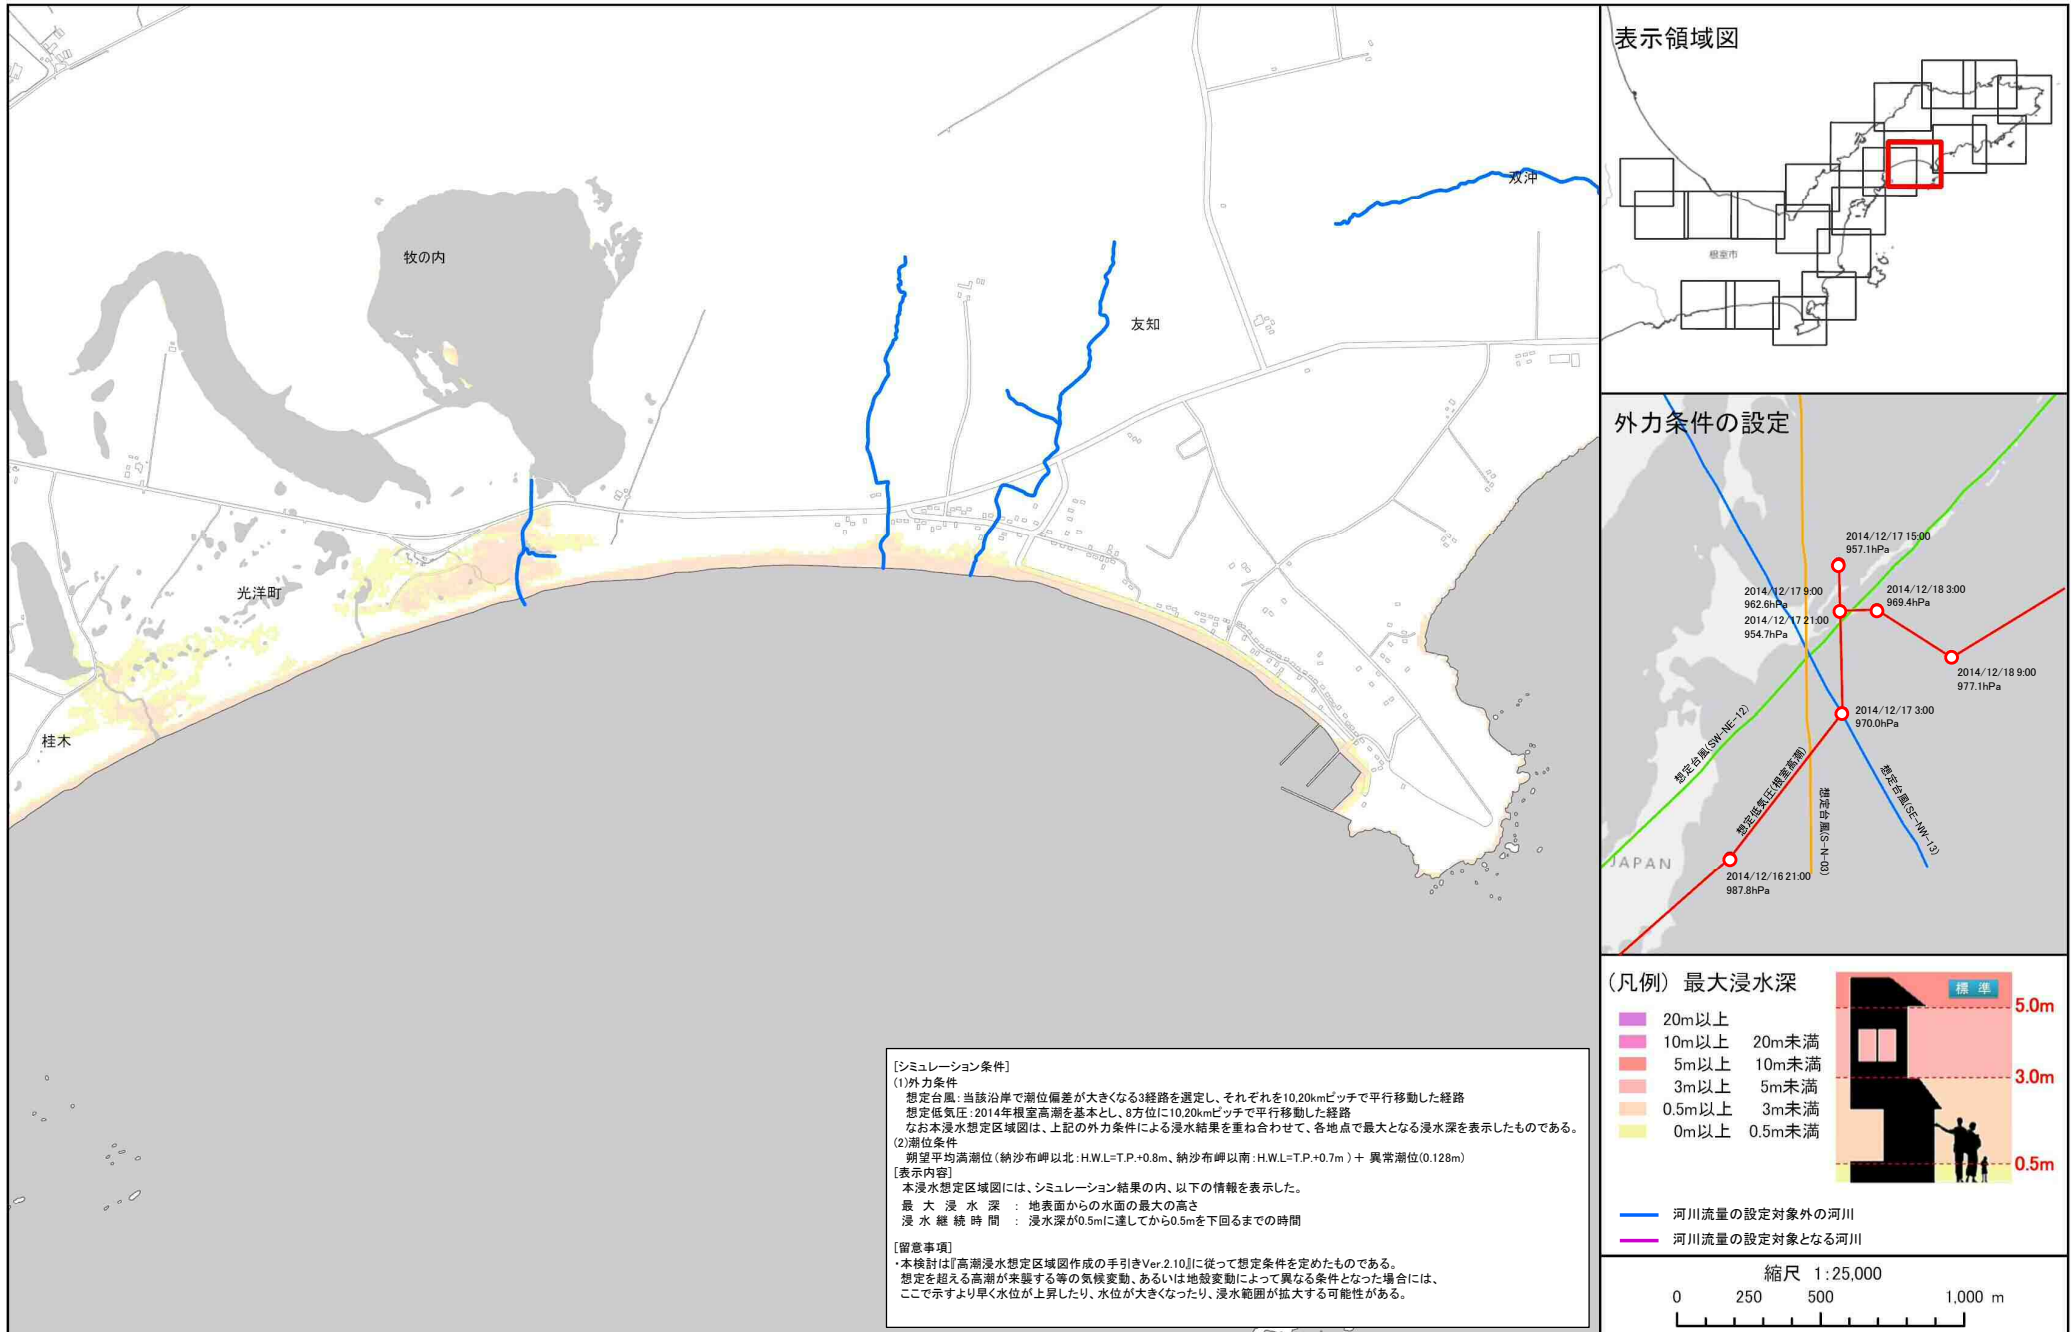 双沖
牧の内
友知
光洋町
桂木
[シミュレーション条件]
(1)外力条件
想定台風：当該沿岸で潮位偏差が大きくなる3経路を選定し、それぞれを10,20kmピッチで平行移動した経路
想定低気圧：2014年根室高潮を基本とし、8方位に10,20kmピッチで平行移動した経路
なお本浸水想定区域図は、上記の外力条件による浸水結果を重ね合わせて、各地点で最大となる浸水深を表示したものである。
(2)潮位条件
朔望平均満潮位（納沙布岬以北：H.W.L=T.P.+0.8m、納沙布岬以南：H.W.L=T.P.+0.7m ）＋ 異常潮位(0.128m)
[表示内容]
本浸水想定区域図には、シミュレーション結果の内、以下の情報を表示した。
最 大 浸 水 深 ： 地表面からの水面の最大の高さ
浸 水 継 続 時 間 ： 浸水深が0.5mに達してから0.5mを下回るまでの時間
[留意事項]
・本検討は『高潮浸水想定区域図作成の手引きVer.2.10』に従って想定条件を定めたものである。
想定を超える高潮が来襲する等の気候変動、あるいは地殻変動によって異なる条件となった場合には、
ここで示すより早く水位が上昇したり、水位が大きくなったり、浸水範囲が拡大する可能性がある。
表示領域図
根室市
外力条件の設定
2014/12/17 15:00
957.1hPa
2014/12/17 9:00
962.6hPa
2014/12/17 21:00
954.7hPa
2014/12/18 3:00
969.4hPa
2014/12/18 9:00
977.1hPa
2014/12/17 3:00
970.0hPa
想定台風(SW-NE-12)
想定低気圧(根室高潮)
想定台風(S-N-03)
想定台風(SE-NW-13)
JAPAN
2014/12/16 21:00
987.8hPa
（凡例）最大浸水深
標 準
20m以上
10m以上 20m未満
5m以上 10m未満
3m以上 5m未満
0.5m以上 3m未満
0m以上 0.5m未満
5.0m
3.0m
0.5m
河川流量の設定対象外の河川
河川流量の設定対象となる河川
縮尺 1:25,000
0 250 500 1,000 m